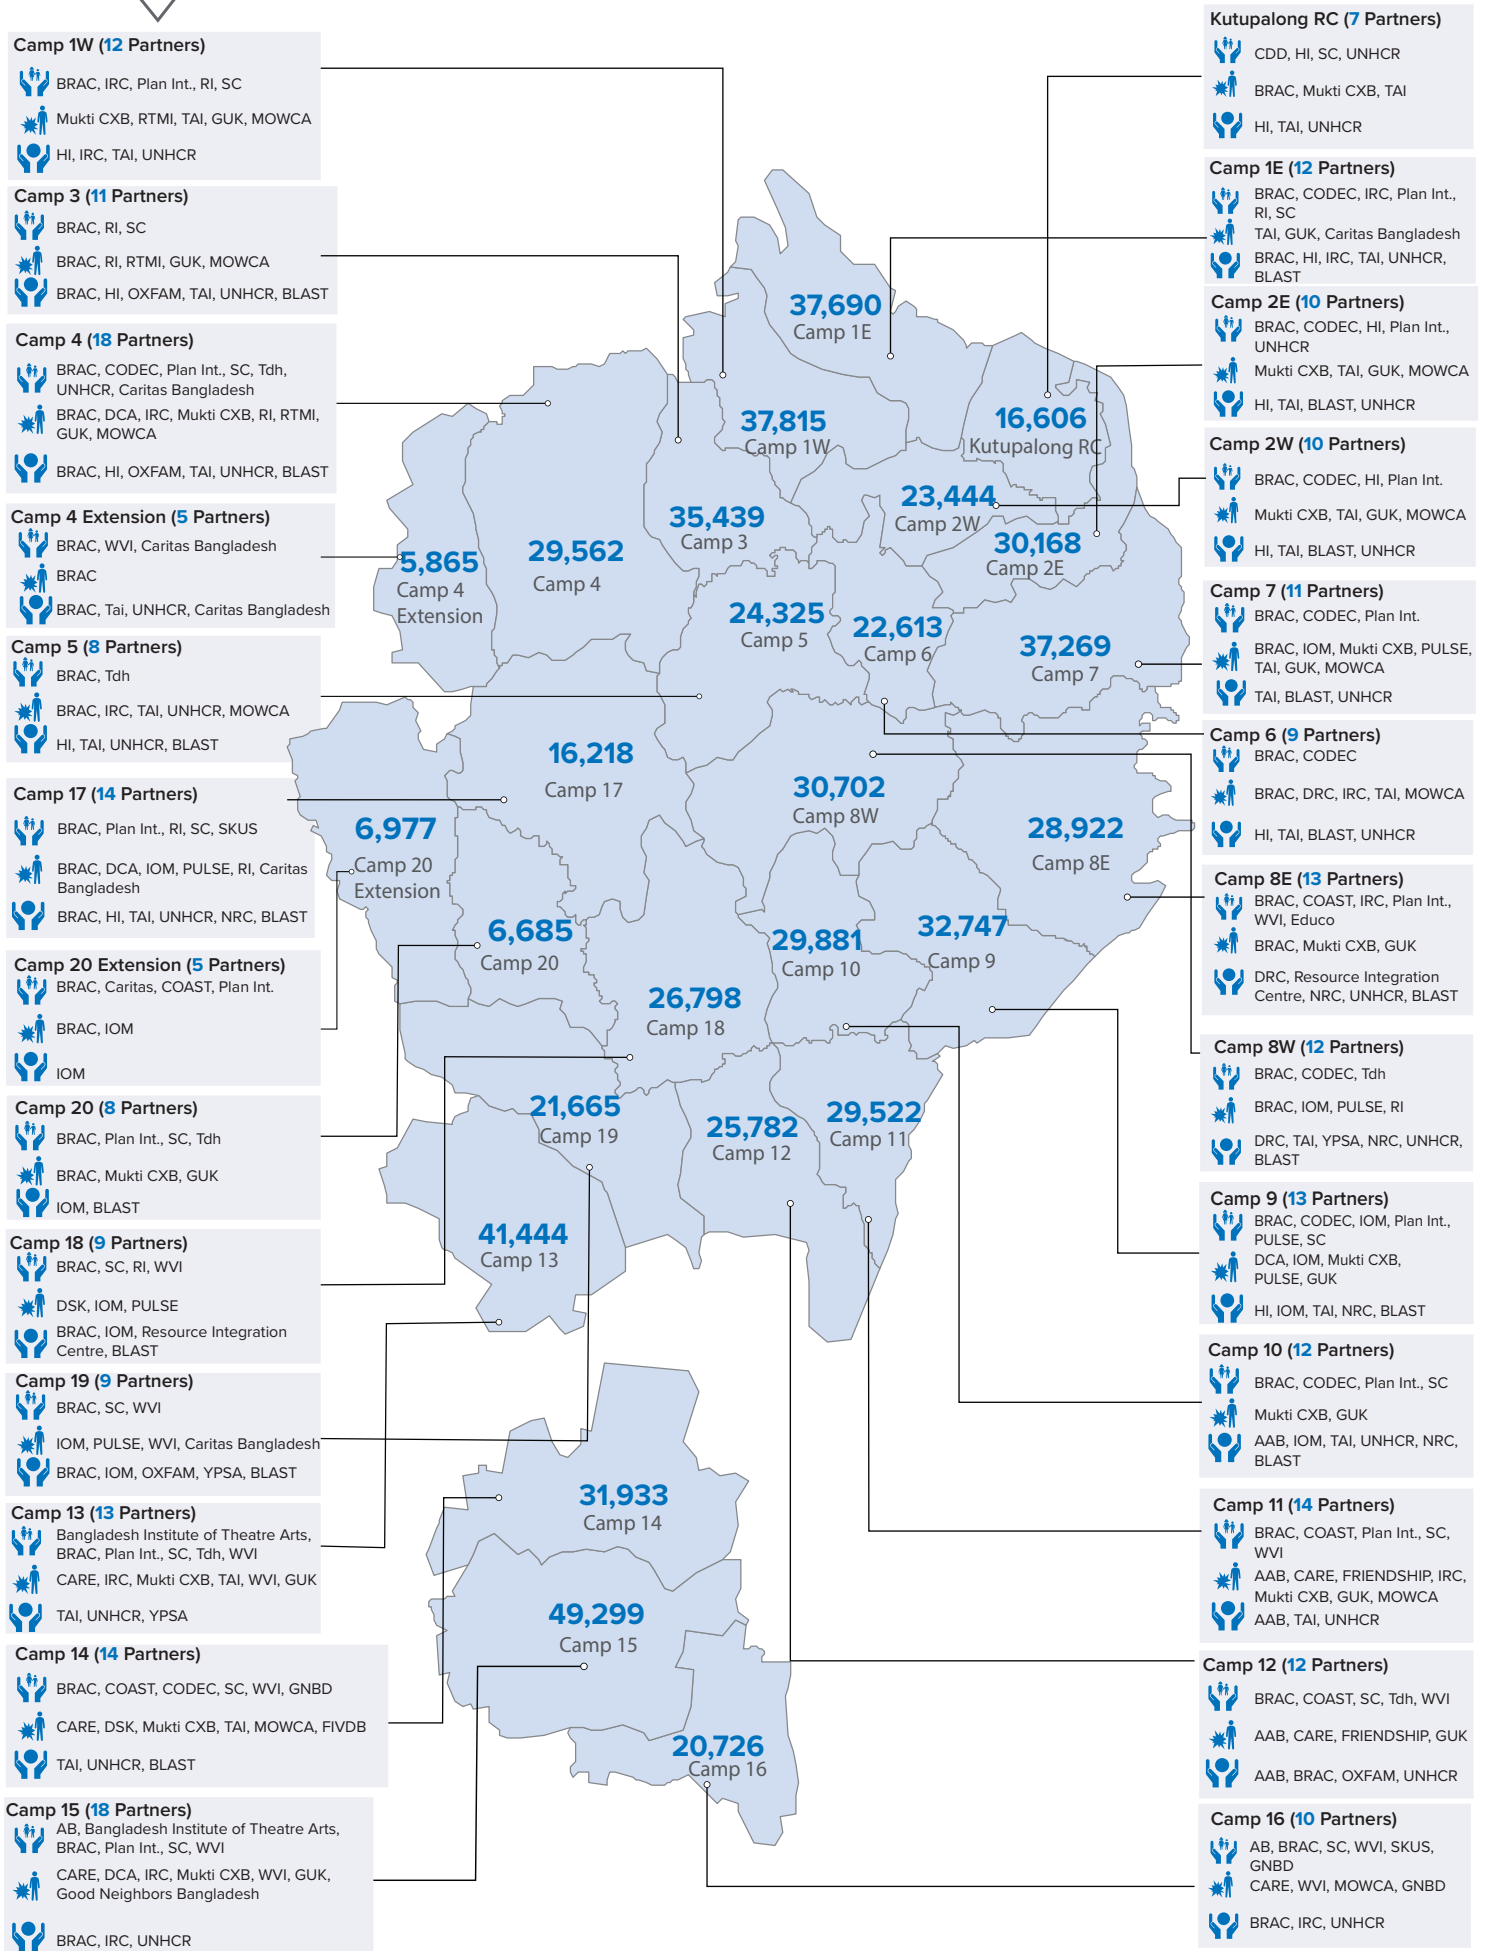 Camp 1W (12 Partners)
BRAC, IRC, Plan Int., RI, SC
Mukti CXB, RTMI, TAI, GUK, MOWCA
HI, IRC, TAI, UNHCR
Camp 3 (11 Partners)
BRAC, RI, SC
BRAC, RI, RTMI, GUK, MOWCA
BRAC, HI, OXFAM, TAI, UNHCR, BLAST
Camp 4 (18 Partners)
BRAC, CODEC, Plan Int., SC, Tdh,
UNHCR, Caritas Bangladesh
BRAC, DCA, IRC, Mukti CXB, RI, RTMI,
GUK, MOWCA
BRAC, HI, OXFAM, TAI, UNHCR, BLAST
Camp 4 Extension (5 Partners)
BRAC, WVI, Caritas Bangladesh
BRAC
BRAC, Tai, UNHCR, Caritas Bangladesh
Camp 5 (8 Partners)
BRAC, Tdh
BRAC, IRC, TAI, UNHCR, MOWCA
HI, TAI, UNHCR, BLAST
Camp 17 (14 Partners)
BRAC, Plan Int., RI, SC, SKUS
BRAC, DCA, IOM, PULSE, RI, Caritas
Bangladesh
BRAC, HI, TAI, UNHCR, NRC, BLAST
Camp 20 Extension (5 Partners)
BRAC, Caritas, COAST, Plan Int.
BRAC, IOM
IOM
Camp 20 (8 Partners)
BRAC, Plan Int., SC, Tdh
BRAC, Mukti CXB, GUK
IOM, BLAST
Camp 18 (9 Partners)
BRAC, SC, RI, WVI
DSK, IOM, PULSE
BRAC, IOM, Resource Integration
Centre, BLAST
Camp 19 (9 Partners)
BRAC, SC, WVI
IOM, PULSE, WVI, Caritas Bangladesh
BRAC, IOM, OXFAM, YPSA, BLAST
Camp 13 (13 Partners)
Bangladesh Institute of Theatre Arts,
BRAC, Plan Int., SC, Tdh, WVI
CARE, IRC, Mukti CXB, TAI, WVI, GUK
TAI, UNHCR, YPSA
Camp 14 (14 Partners)
BRAC, COAST, CODEC, SC, WVI, GNBD
CARE, DSK, Mukti CXB, TAI, MOWCA, FIVDB
TAI, UNHCR, BLAST
Camp 15 (18 Partners)
AB, Bangladesh Institute of Theatre Arts,
BRAC, Plan Int., SC, WVI
CARE, DCA, IRC, Mukti CXB, WVI, GUK,
Good Neighbors Bangladesh
BRAC, IRC, UNHCR
37,690
Camp 1E
37,815
Camp 1W
16,606
Kutupalong RC
23,444
Camp 2W
35,439
Camp 3
30,168
Camp 2E
29,562
Camp 4
5,865
Camp 4
Extension
24,325
Camp 5
22,613
Camp 6
37,269
Camp 7
16,218
Camp 17
30,702
Camp 8W
6,977
Camp 20
Extension
28,922
Camp 8E
6,685
Camp 20
29,881
Camp 10
32,747
Camp 9
26,798
Camp 18
21,665
Camp 19
25,782
Camp 12
29,522
Camp 11
41,444
Camp 13
31,933
Camp 14
49,299
Camp 15
20,726
Camp 16
Kutupalong RC (7 Partners)
CDD, HI, SC, UNHCR
BRAC, Mukti CXB, TAI
HI, TAI, UNHCR
Camp 1E (12 Partners)
BRAC, CODEC, IRC, Plan Int.,
RI, SC
TAI, GUK, Caritas Bangladesh
BRAC, HI, IRC, TAI, UNHCR,
BLAST
Camp 2E (10 Partners)
BRAC, CODEC, HI, Plan Int.,
UNHCR
Mukti CXB, TAI, GUK, MOWCA
HI, TAI, BLAST, UNHCR
Camp 2W (10 Partners)
BRAC, CODEC, HI, Plan Int.
Mukti CXB, TAI, GUK, MOWCA
HI, TAI, BLAST, UNHCR
Camp 7 (11 Partners)
BRAC, CODEC, Plan Int.
BRAC, IOM, Mukti CXB, PULSE,
TAI, GUK, MOWCA
TAI, BLAST, UNHCR
Camp 6 (9 Partners)
BRAC, CODEC
BRAC, DRC, IRC, TAI, MOWCA
HI, TAI, BLAST, UNHCR
Camp 8E (13 Partners)
BRAC, COAST, IRC, Plan Int.,
WVI, Educo
BRAC, Mukti CXB, GUK
DRC, Resource Integration
Centre, NRC, UNHCR, BLAST
Camp 8W (12 Partners)
BRAC, CODEC, Tdh
BRAC, IOM, PULSE, RI
DRC, TAI, YPSA, NRC, UNHCR,
BLAST
Camp 9 (13 Partners)
BRAC, CODEC, IOM, Plan Int.,
PULSE, SC
DCA, IOM, Mukti CXB,
PULSE, GUK
HI, IOM, TAI, NRC, BLAST
Camp 10 (12 Partners)
BRAC, CODEC, Plan Int., SC
Mukti CXB, GUK
AAB, IOM, TAI, UNHCR, NRC,
BLAST
Camp 11 (14 Partners)
BRAC, COAST, Plan Int., SC,
WVI
AAB, CARE, FRIENDSHIP, IRC,
Mukti CXB, GUK, MOWCA
AAB, TAI, UNHCR
Camp 12 (12 Partners)
BRAC, COAST, SC, Tdh, WVI
AAB, CARE, FRIENDSHIP, GUK
AAB, BRAC, OXFAM, UNHCR
Camp 16 (10 Partners)
AB, BRAC, SC, WVI, SKUS,
GNBD
CARE, WVI, MOWCA, GNBD
BRAC, IRC, UNHCR